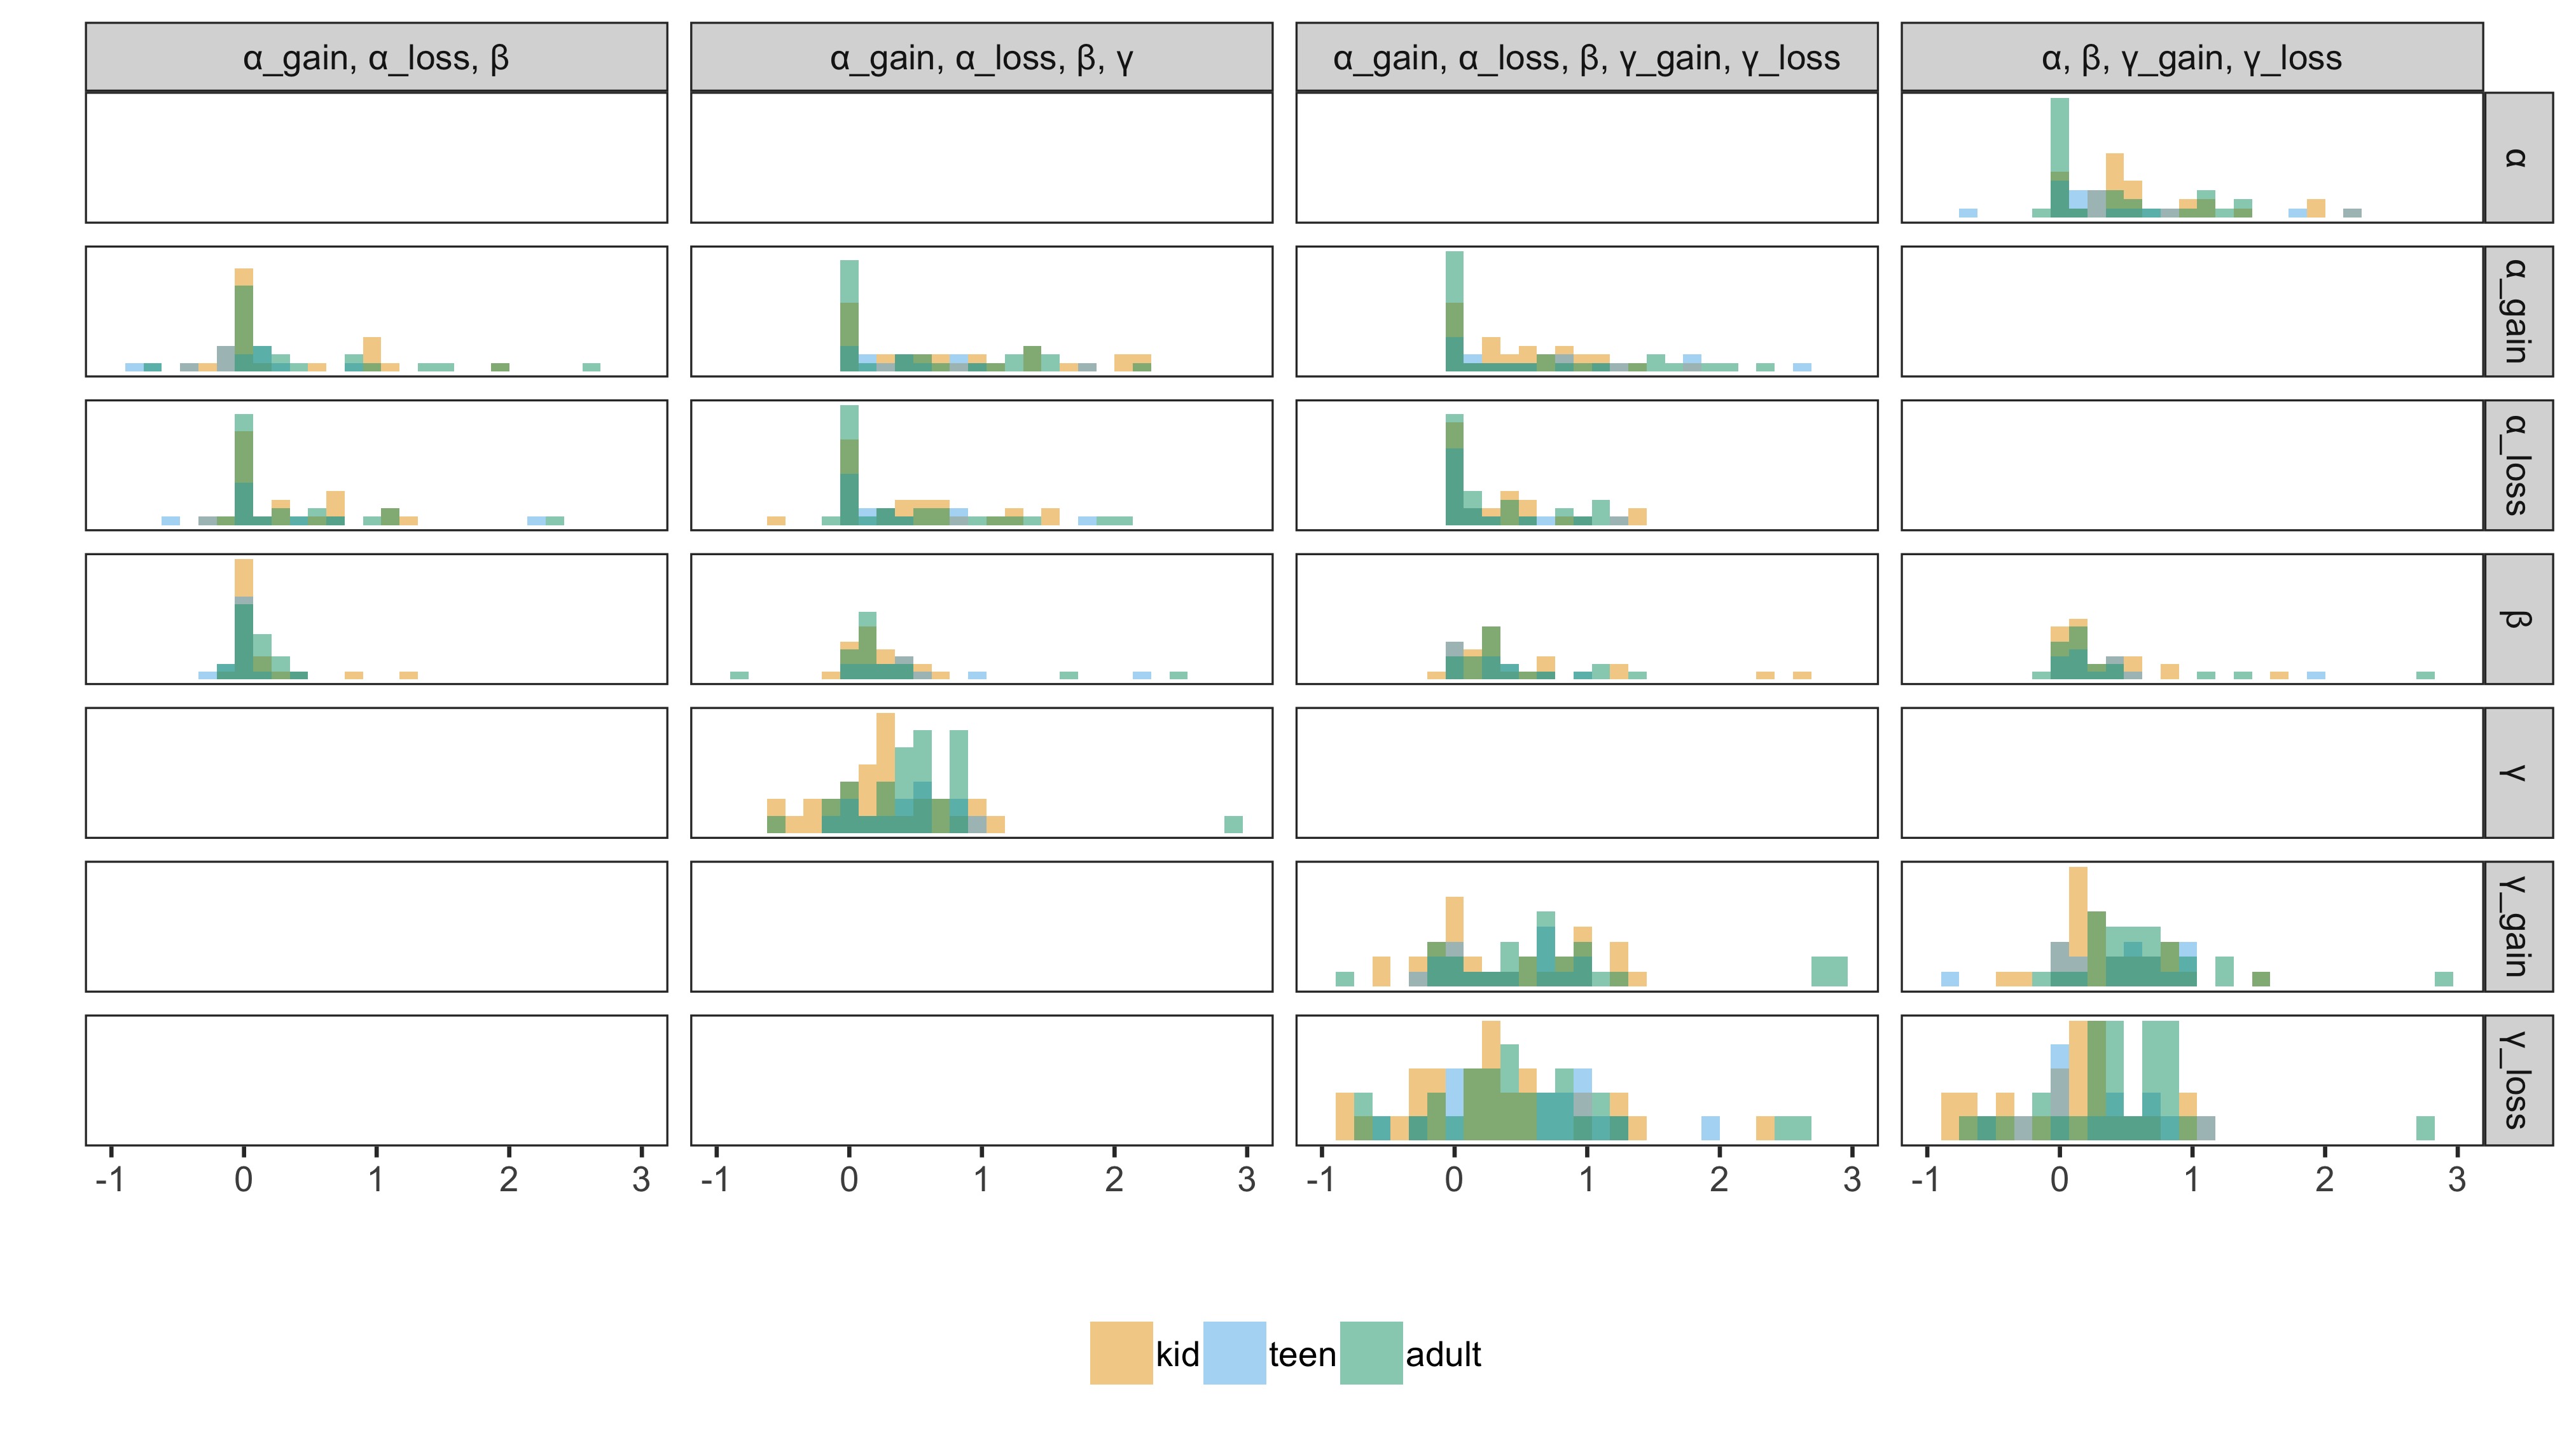 α_gain, α_loss, β
α_gain, α_loss, β, γ
α_gain, α_loss, β, γ_gain, γ_loss
α, β, γ_gain, γ_loss
α
α_gain
α_loss
β
γ
γ_gain
γ_loss
-1 0 1 2 3
-1 0 1 2 3
-1 0 1 2 3
-1 0 1 2 3
kid teen adult